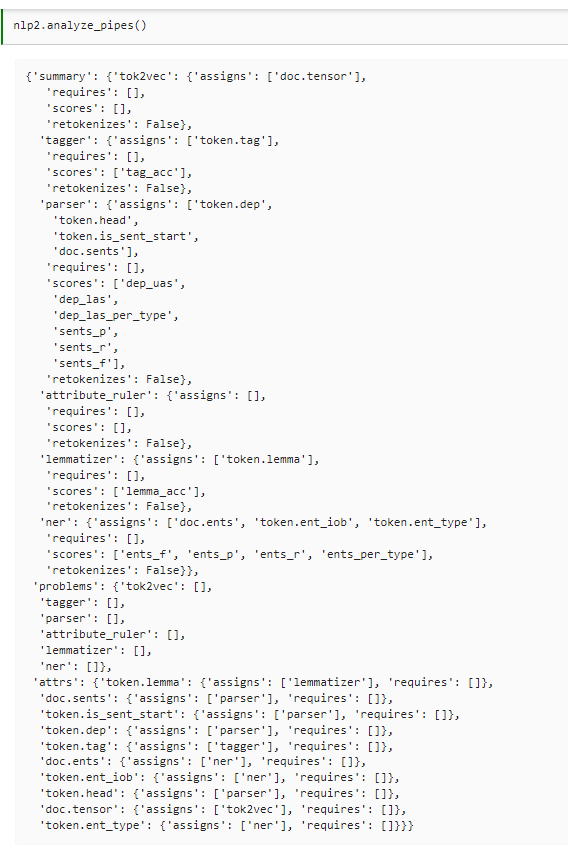 nlp2.analyze_pipes()
{'summary': {'tok2vec': {'assigns': ['doc.tensor'],
'requires': [],
'scores': [],
'retokenizes': False},
'tagger': {'assigns': ['token.tag'],
'requires': [],
'scores': ['tag_acc'],
'retokenizes': False},
'parser': {'assigns': ['token.dep',
'token.head',
'token.is_sent_start',
'doc.sents'],
'requires': [],
'scores': ['dep_uas',
'dep_las',
'dep_las_per_type',
'sents_p',
'sents_r',
'sents_f'],
'retokenizes': False},
'attribute_ruler': {'assigns': [],
'requires': [],
'scores': [],
'retokenizes': False},
'lemmatizer': {'assigns': ['token.lemma'],
'requires': [],
'scores': ['lemma_acc'],
'retokenizes': False},
'ner': {'assigns': ['doc.ents', 'token.ent_iob', 'token.ent_type'],
'requires': [],
'scores': ['ents_f', 'ents_p', 'ents_r', 'ents_per_type'],
'retokenizes': False}},
'problems': {'tok2vec': [],
'tagger': [],
'parser': [],
'attribute_ruler': [],
'lemmatizer': [],
'ner': []},
'attrs': {'token.lemma': {'assigns': ['lemmatizer'], 'requires': []},
'doc.sents': {'assigns': ['parser'], 'requires': []},
'token.is_sent_start': {'assigns': ['parser'], 'requires': []},
'token.dep': {'assigns': ['parser'], 'requires': []},
'token.tag': {'assigns': ['tagger'], 'requires': []},
'doc.ents': {'assigns': ['ner'], 'requires': []},
'token.ent_iob': {'assigns': ['ner'], 'requires': []},
'token.head': {'assigns': ['parser'], 'requires': []},
'doc.tensor': {'assigns': ['tok2vec'], 'requires': []},
'token.ent_type': {'assigns': ['ner'], 'requires': []}}}